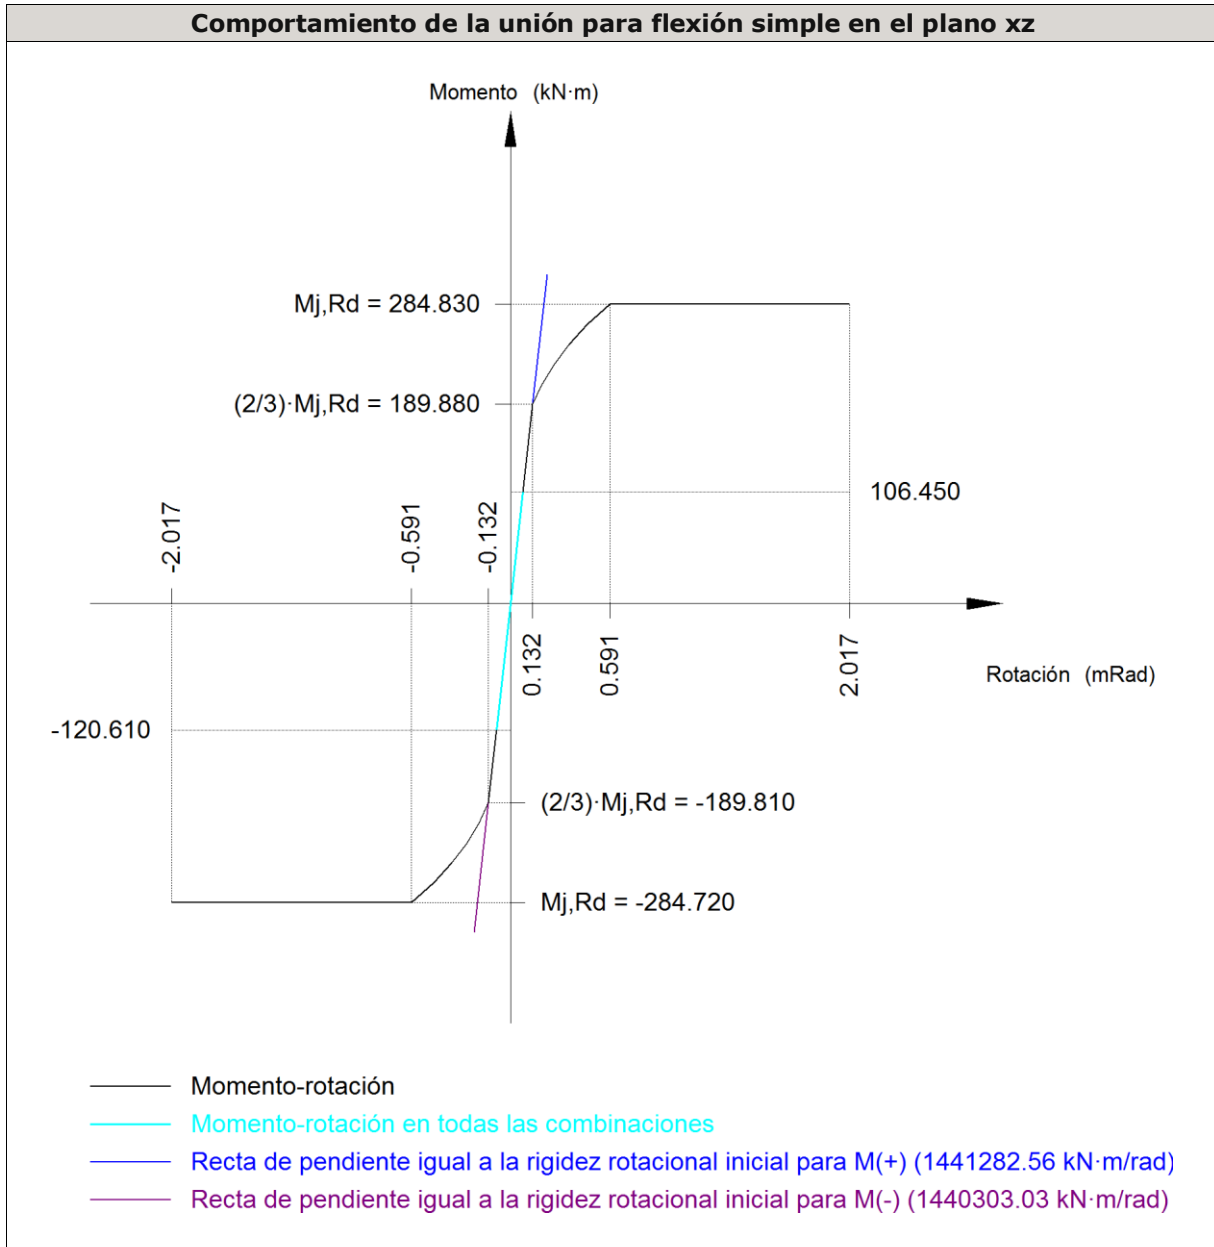 Comportamiento de la unión para flexión simple en el plano xz
Momento (kN·m)
Mj,Rd = 284.830
(2/3)·Mj,Rd = 189.880
106.450
-2.017
-0.591
-0.132
0.132
0.591
2.017
Rotación (mRad)
-120.610
(2/3)·Mj,Rd = -189.810
Mj,Rd = -284.720
Momento-rotación
Momento-rotación en todas las combinaciones
Recta de pendiente igual a la rigidez rotacional inicial para M(+) (1441282.56 kN·m/rad)
Recta de pendiente igual a la rigidez rotacional inicial para M(-) (1440303.03 kN·m/rad)